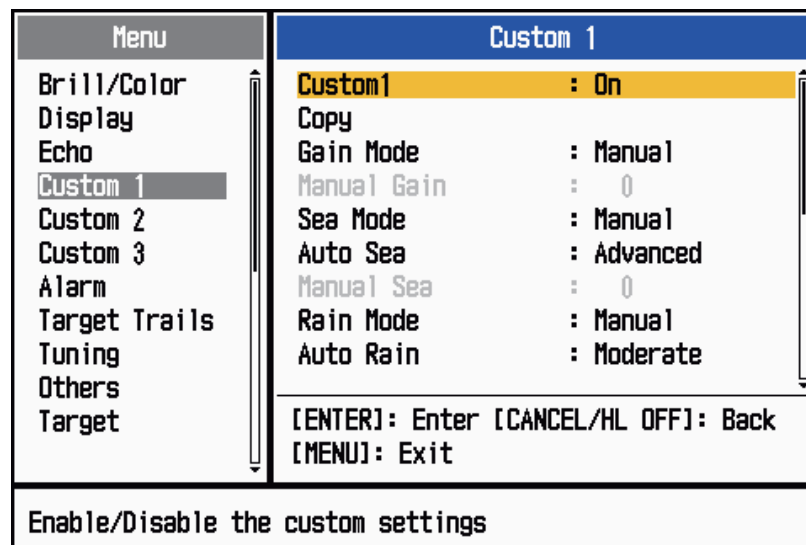 Menu
Brill/Color
Display
Echo
Custom 1
Custom 2
Custom 3
Alarm
Target Trails
Tuning
Others
Target
Custom 1
Custom1 : On
Copy
Gain Mode : Manual
Manual Gain : 0
Sea Mode : Manual
Auto Sea : Advanced
Manual Sea : 0
Rain Mode : Manual
Auto Rain : Moderate
[ENTER]: Enter [CANCEL/HL OFF]: Back
[MENU]: Exit
Enable/Disable the custom settings